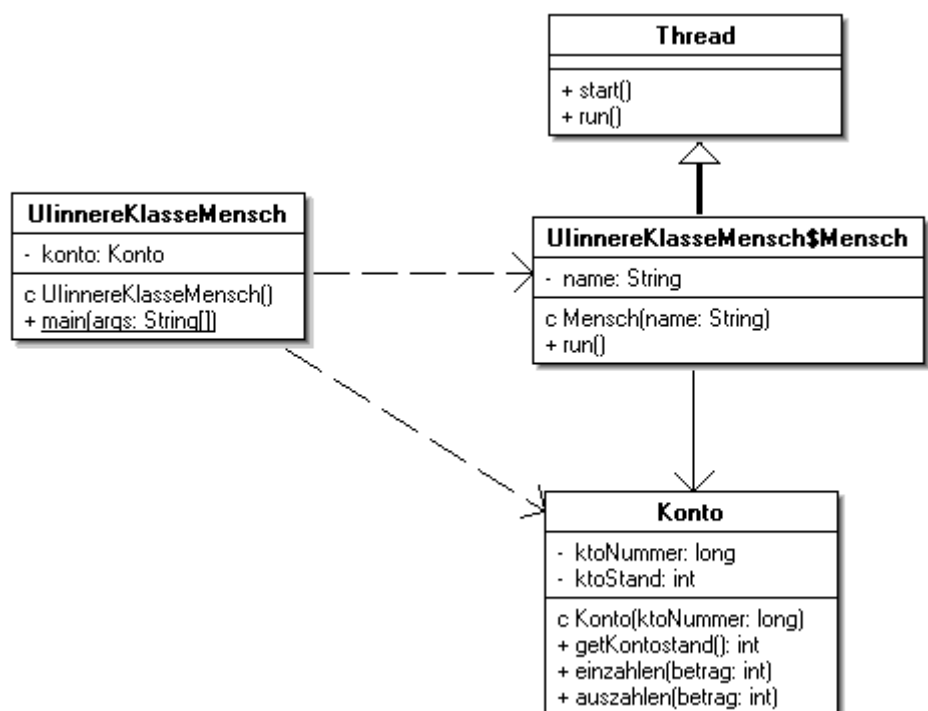 Thread
+ start()
+ run()
UIinnereKlasseMensch
- konto: Konto
c UIinnereKlasseMensch()
+ main(args: String[])
UIinnereKlasseMensch$Mensch
- name: String
c Mensch(name: String)
+ run()
Konto
- ktoNummer: long
- ktoStand: int
c Konto(ktoNummer: long)
+ getKontostand(): int
+ einzahlen(betrag: int)
+ auszahlen(betrag: int)